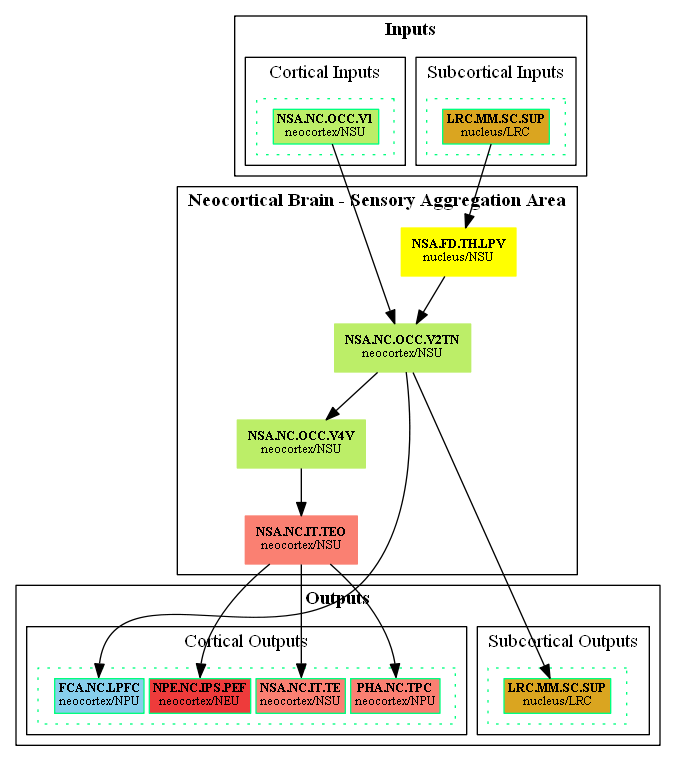 Inputs
Cortical Inputs
Subcortical Inputs
NSA.NC.OCC.V1
neocortex/NSU
LRC.MM.SC.SUP
nucleus/LRC
Neocortical Brain - Sensory Aggregation Area
NSA.FD.TH.LPV
nucleus/NSU
NSA.NC.OCC.V2TN
neocortex/NSU
NSA.NC.OCC.V4V
neocortex/NSU
NSA.NC.IT.TEO
neocortex/NSU
Outputs
Cortical Outputs
Subcortical Outputs
FCA.NC.LPFC
neocortex/NPU
NPE.NC.IPS.PEF
neocortex/NEU
NSA.NC.IT.TE
neocortex/NSU
PHA.NC.TPC
neocortex/NPU
LRC.MM.SC.SUP
nucleus/LRC